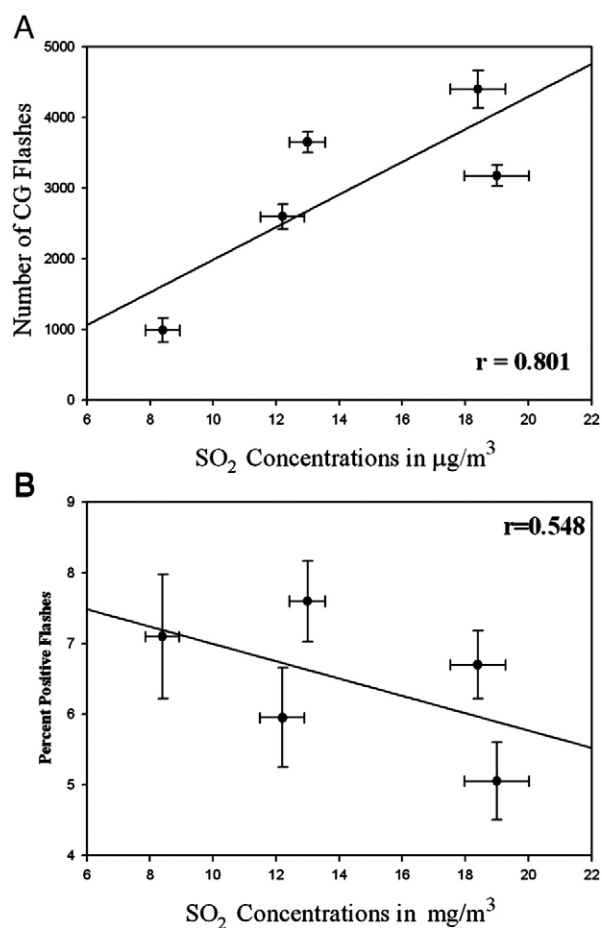 A
5000
4000
3000
2000
1000
0
Number of CG Flashes
r = 0.801
6 8 10 12 14 16 18 20 22
SO₂ Concentrations in μg/m³
B
9
8
7
6
5
4
Percent Positive Flashes
r=0.548
6 8 10 12 14 16 18 20 22
SO₂ Concentrations in mg/m³